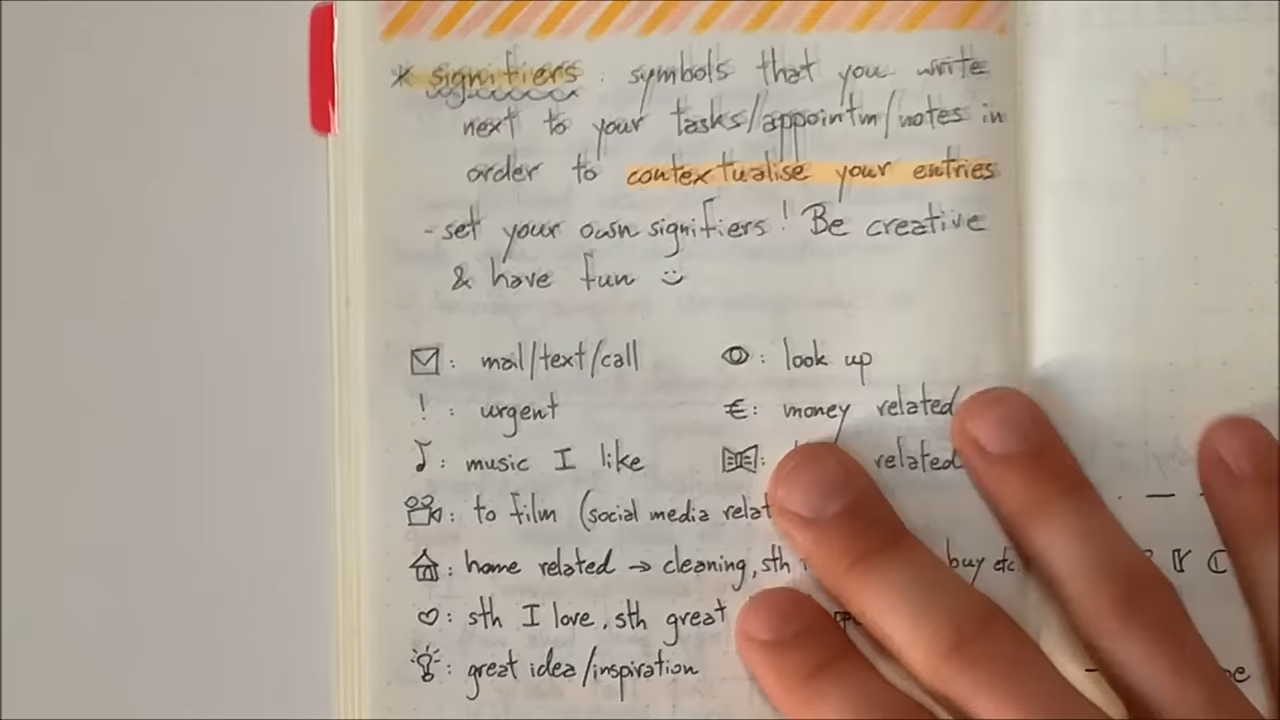 * signifiers : symbols that you write
next to your tasks/appointm/notes in
order to contextualise your entries
- set your own signifiers! Be creative
& have fun
: mail/text/call
: look up
! : urgent
€: money related
: music I like
: related
: to film (social media relat
: home related → cleaning, sth buy etc.
: sth I love, sth great
: great idea/inspiration